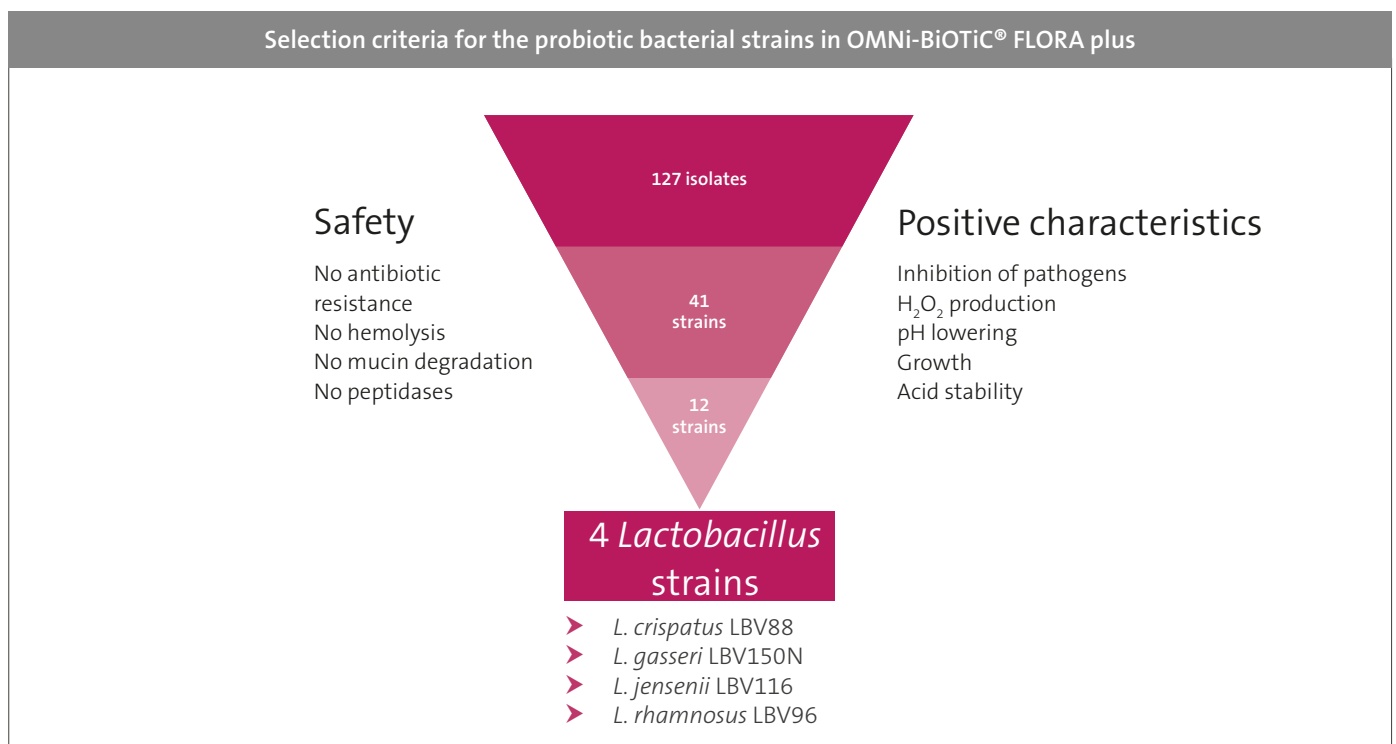 Selection criteria for the probiotic bacterial strains in OMNi-BiOTiC® FLORA plus
127 isolates
41
strains
12
strains
Safety
No antibiotic
resistance
No hemolysis
No mucin degradation
No peptidases
Positive characteristics
Inhibition of pathogens
H₂O₂ production
pH lowering
Growth
Acid stability
4 Lactobacillus
strains
➤ L. crispatus LBV88
➤ L. gasseri LBV150N
➤ L. jensenii LBV116
➤ L. rhamnosus LBV96